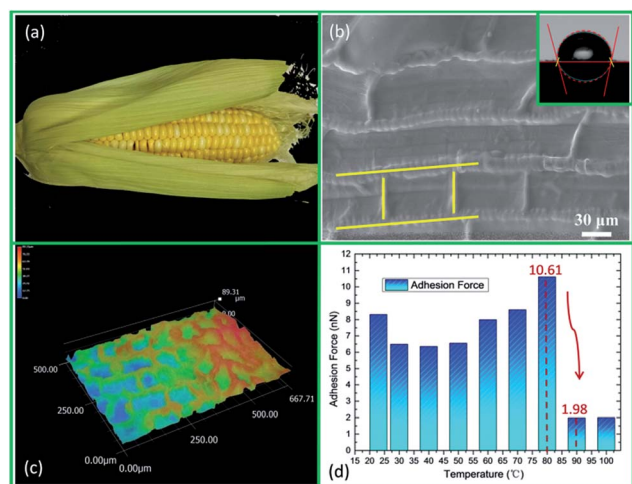 (a)
(b)
30 μm
89.31
μm
0.00
500.00
667.71
250.00
500.00
250.00
0.00μm
0.00μm
(c)
12
11
10
9
8
7
6
5
4
3
2
1
0
Adhesion Force (nN)
Adhesion Force
10.61
1.98
15 20 25 30 35 40 45 50 55 60 65 70 75 80 85 90 95 100
Temperature (℃)
(d)